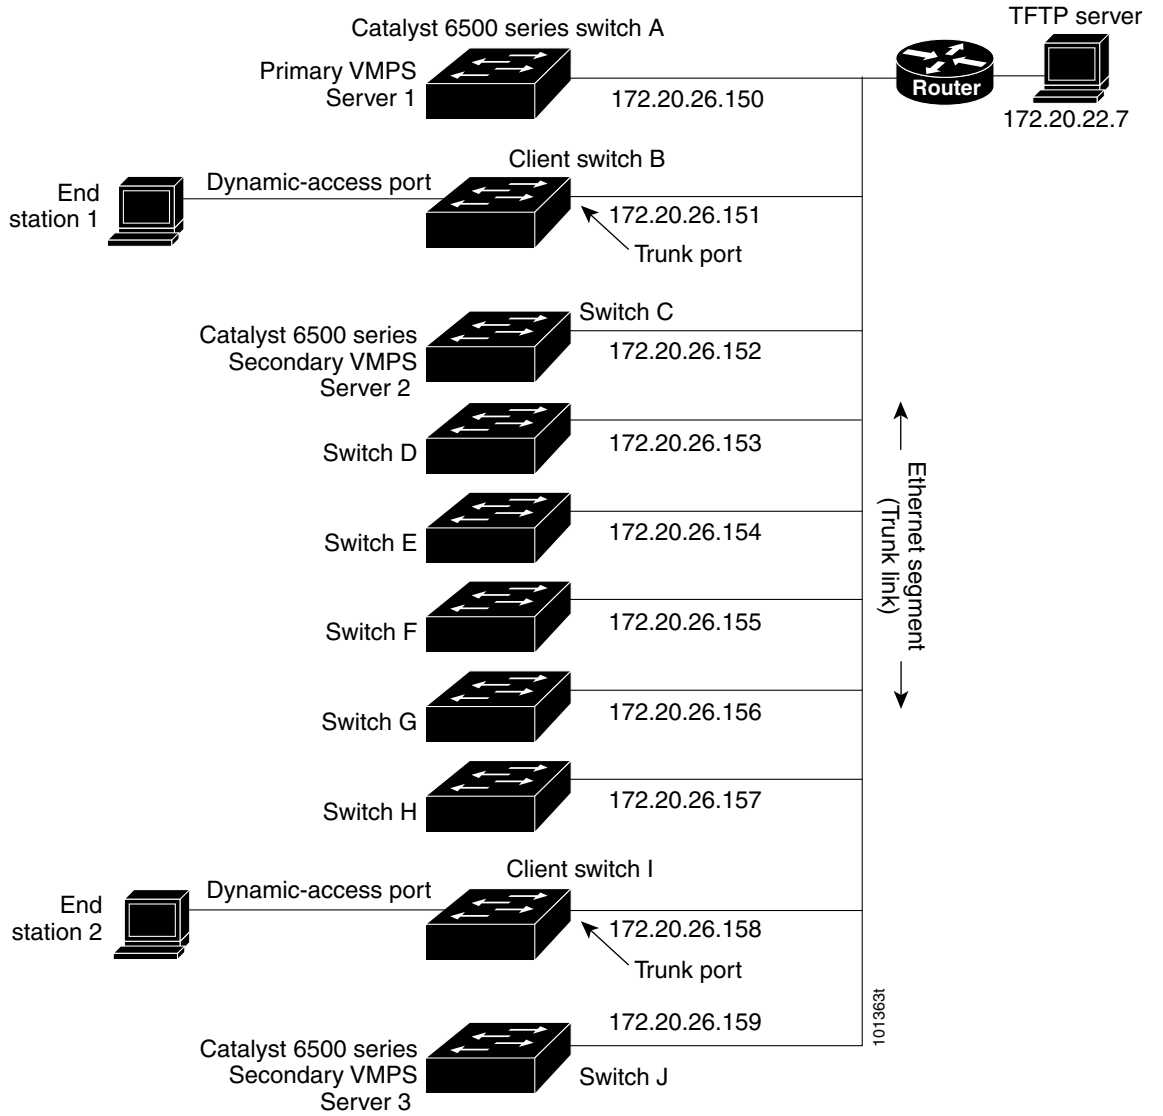 Catalyst 6500 series switch A
TFTP server
Primary VMPS
Server 1
172.20.26.150
Router
172.20.22.7
Client switch B
End
station 1
Dynamic-access port
172.20.26.151
Trunk port
Switch C
Catalyst 6500 series
Secondary VMPS
Server 2
172.20.26.152
Switch D
172.20.26.153
Ethernet segment
(Trunk link)
Switch E
172.20.26.154
Switch F
172.20.26.155
Switch G
172.20.26.156
Switch H
172.20.26.157
Client switch I
End
station 2
Dynamic-access port
172.20.26.158
Trunk port
101363t
172.20.26.159
Catalyst 6500 series
Secondary VMPS
Server 3
Switch J